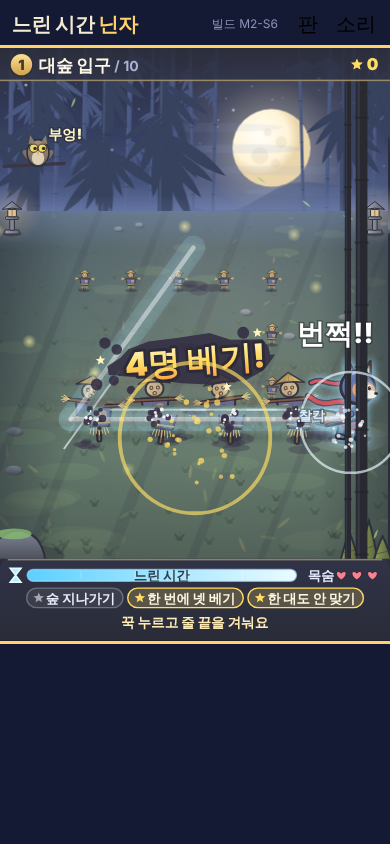 느린 시간 닌자 빌드 M2-S6 판 소리
1 대숲 입구 / 10 ★ 0
부엉!
번쩍!!
4명 베기!
찰칵
느린 시간 목숨
숲 지나가기 한 번에 넷 베기 한 대도 안 맞기
꾹 누르고 줄 끝을 겨눠요